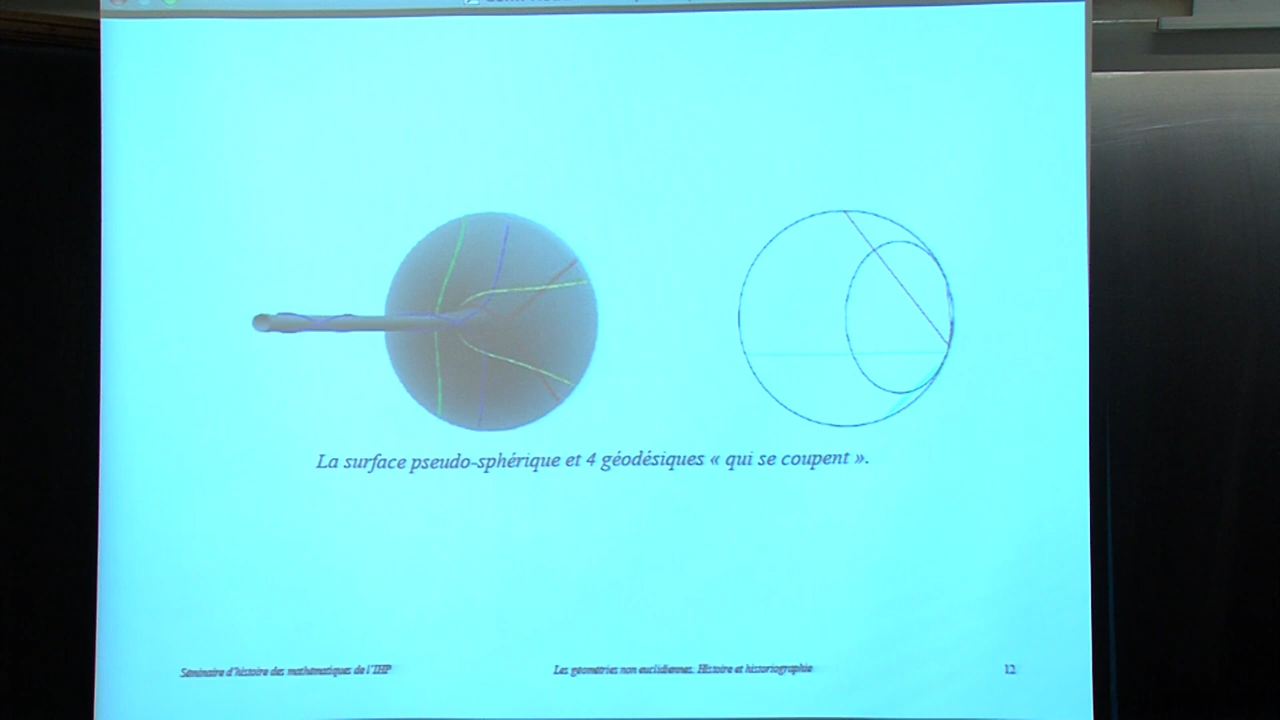 La surface pseudo-sphérique et 4 géodésiques « qui se coupent ».
Séminaire d'histoire des mathématiques de l'IHP
Les géométries non euclidiennes. Histoire et historiographie
12